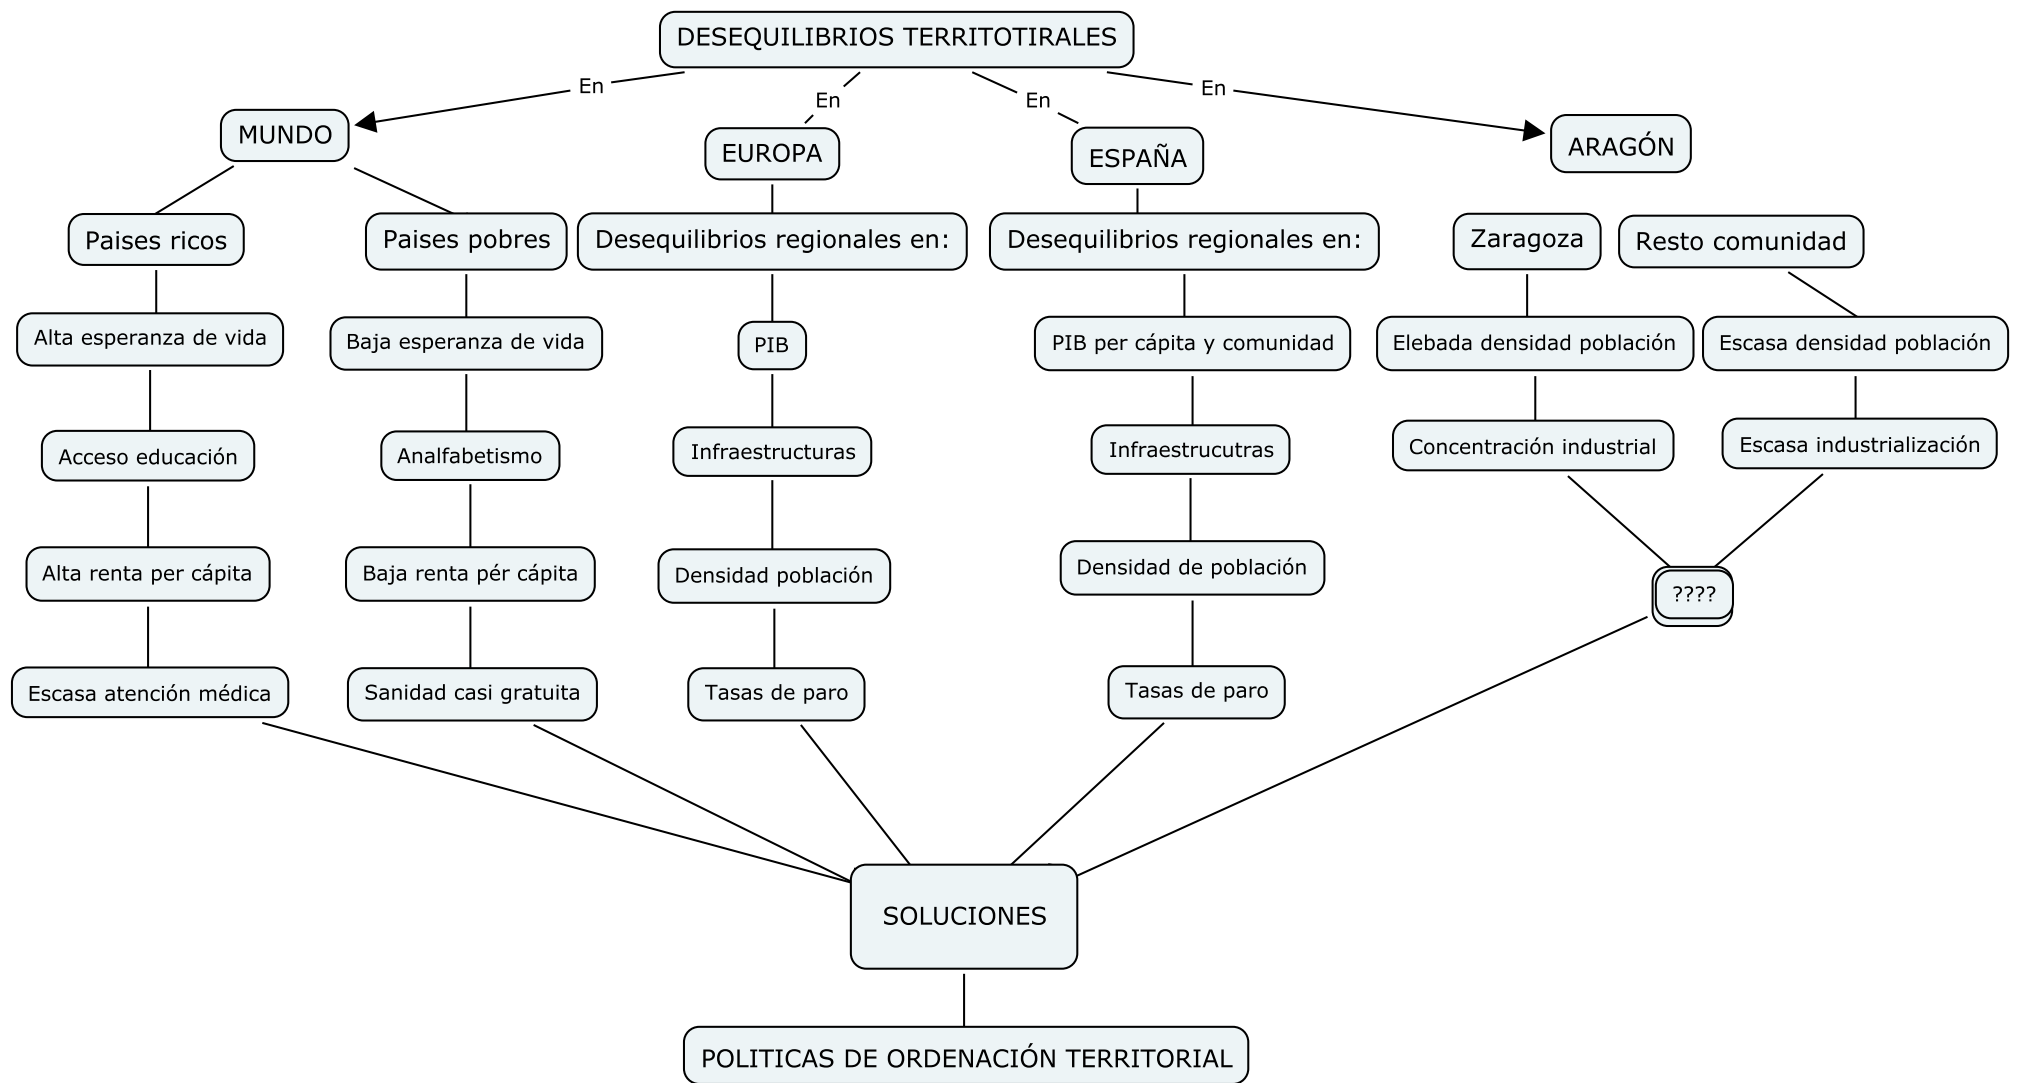 DESEQUILIBRIOS TERRITOTIRALES
En
En
En
En
MUNDO
EUROPA
ESPAÑA
ARAGÓN
Paises ricos
Paises pobres
Desequilibrios regionales en:
Desequilibrios regionales en:
Zaragoza
Resto comunidad
Alta esperanza de vida
Baja esperanza de vida
PIB
PIB per cápita y comunidad
Elebada densidad población
Escasa densidad población
Acceso educación
Analfabetismo
Infraestructuras
Infraestrucutras
Concentración industrial
Escasa industrialización
Alta renta per cápita
Baja renta pér cápita
Densidad población
Densidad de población
????
Escasa atención médica
Sanidad casi gratuita
Tasas de paro
Tasas de paro
SOLUCIONES
POLITICAS DE ORDENACIÓN TERRITORIAL